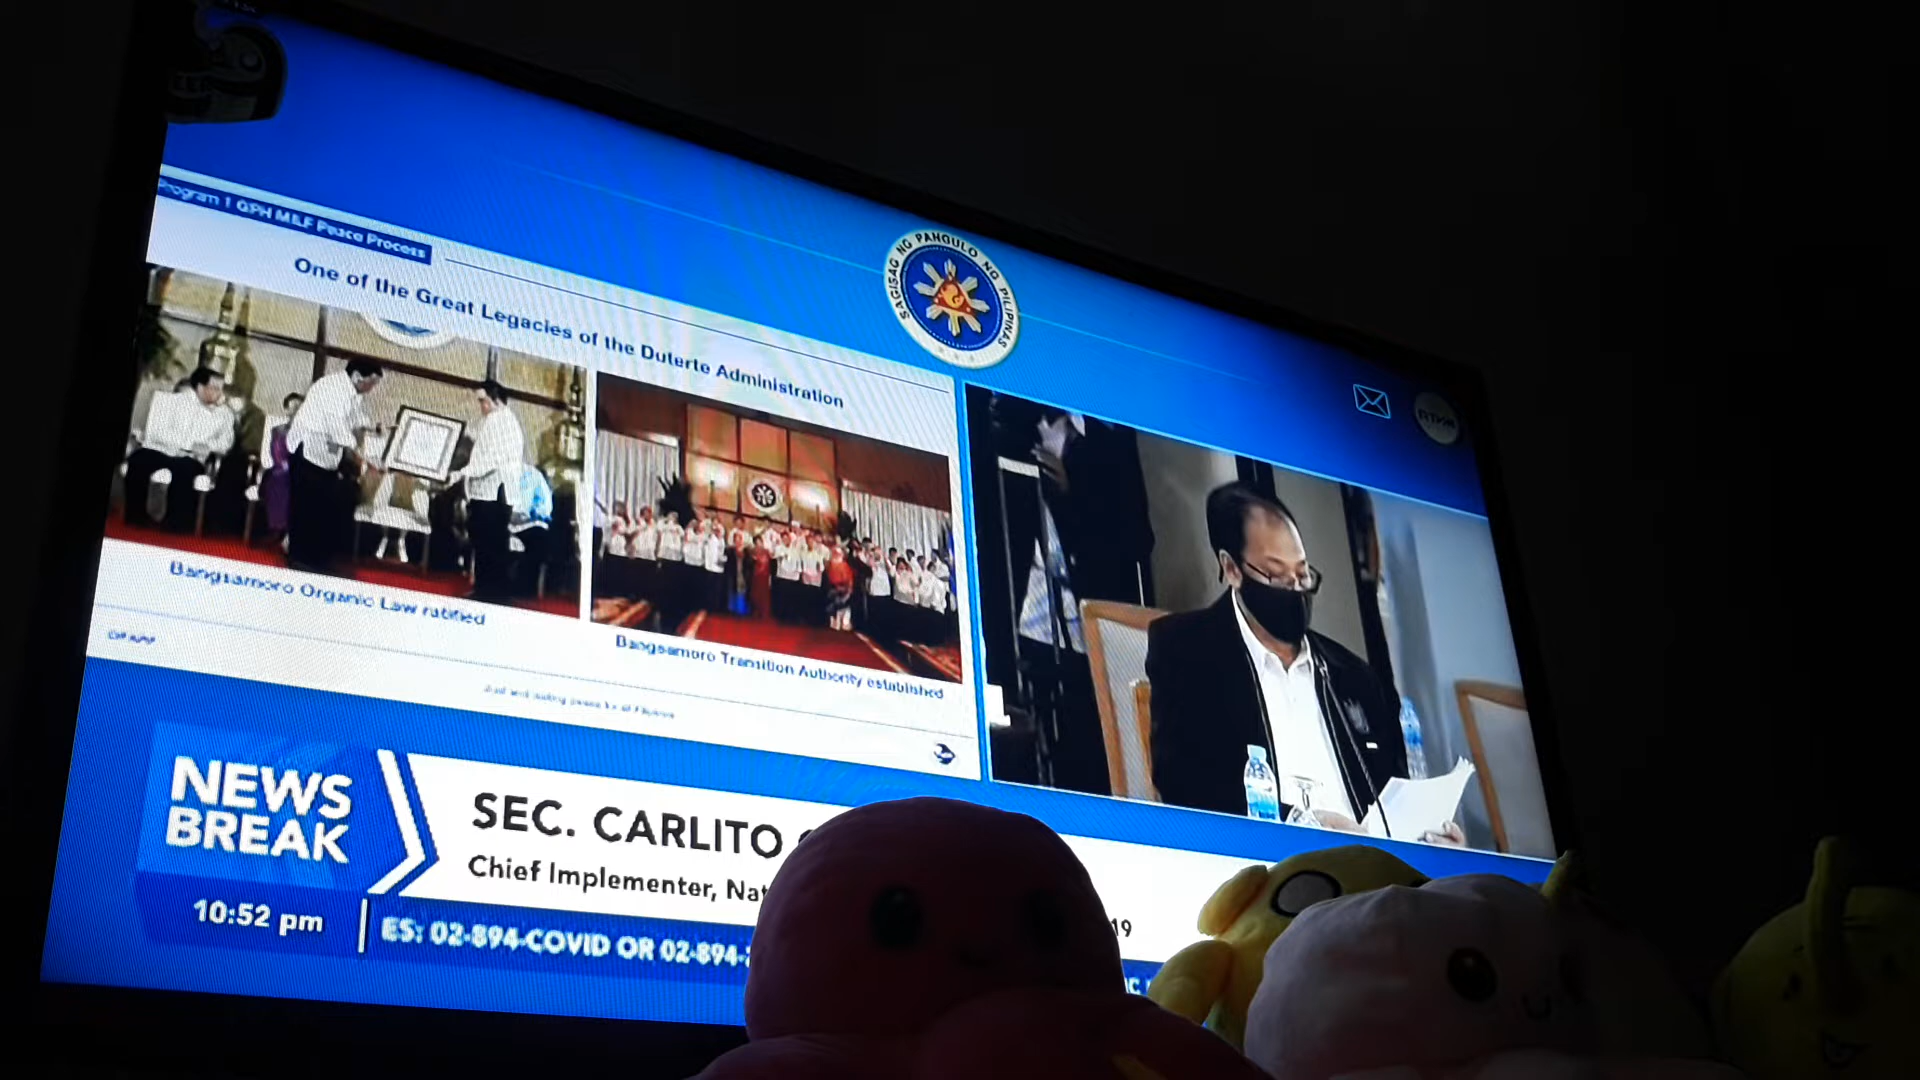 Program 1 GPH MILF Peace Process
One of the Great Legacies of the Duterte Administration
SAGISAG NG PANGULO NG PILIPINAS
Bangsamoro Organic Law ratified
Bangsamoro Transition Authority established
NEWS
BREAK
SEC. CARLITO
Chief Implementer, Nat
19
10:52 pm
ES: 02-894-COVID OR 02-894-